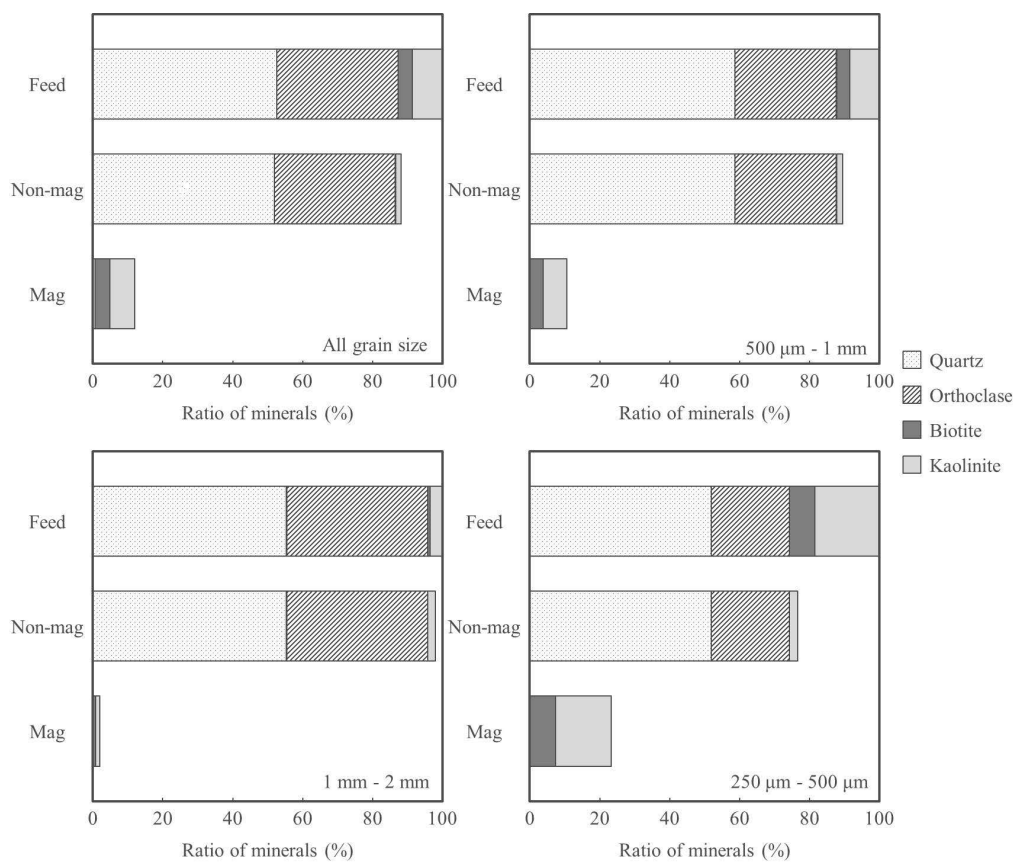 Feed
Non-mag
Mag
All grain size
0 20 40 60 80 100
Ratio of minerals (%)
Feed
Non-mag
Mag
500 μm - 1 mm
0 20 40 60 80 100
Ratio of minerals (%)
Quartz
Orthoclase
Biotite
Kaolinite
Feed
Non-mag
Mag
1 mm - 2 mm
0 20 40 60 80 100
Ratio of minerals (%)
Feed
Non-mag
Mag
250 μm - 500 μm
0 20 40 60 80 100
Ratio of minerals (%)